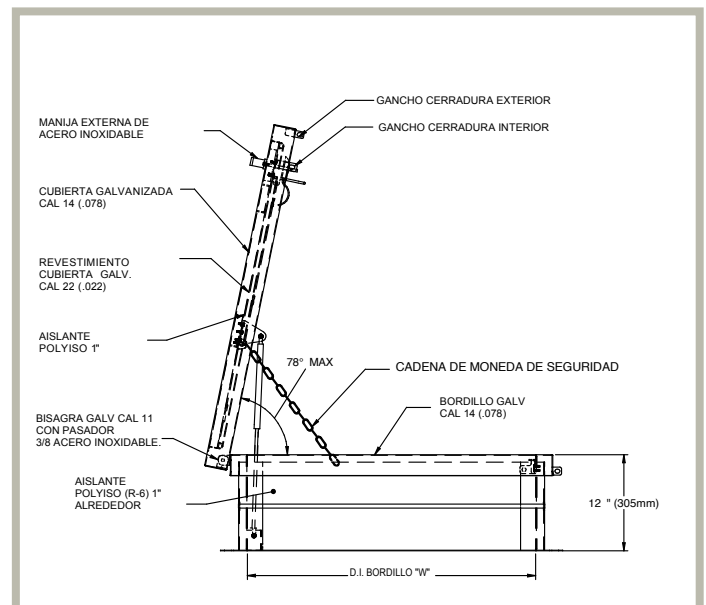 GANCHO CERRADURA EXTERIOR
MANIJA EXTERNA DE
ACERO INOXIDABLE
GANCHO CERRADURA INTERIOR
CUBIERTA GALVANIZADA
CAL 14 (.078)
REVESTIMIENTO
CUBIERTA GALV.
CAL 22 (.022)
AISLANTE
POLYISO 1"
78° MAX
CADENA DE MONEDA DE SEGURIDAD
BORDILLO GALV
CAL 14 (.078)
BISAGRA GALV CAL 11
CON PASADOR
3/8 ACERO INOXIDABLE.
AISLANTE
POLYISO (R-6) 1"
ALREDEDOR
12 " (305mm)
D.I. BORDILLO "W"